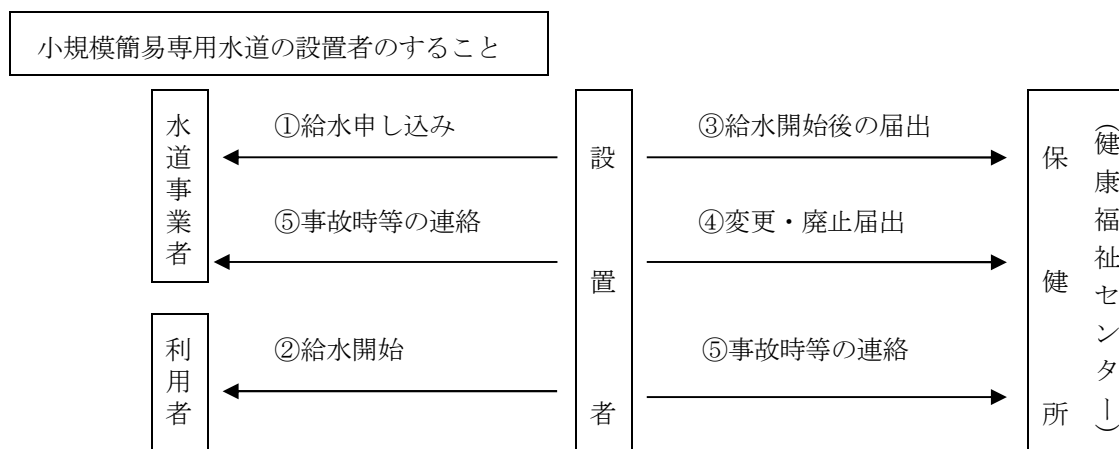 小規模簡易専用水道の設置者のすること
水道事業者
①給水申し込み
⑤事故時等の連絡
利用者
②給水開始
設置者
③給水開始後の届出
④変更・廃止届出
⑤事故時等の連絡
保健所
(健康福祉センター)